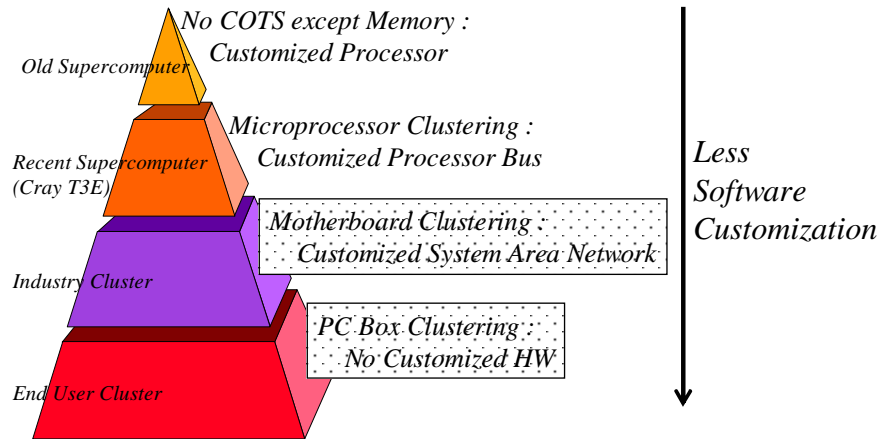 No COTS except Memory :
Customized Processor
Old Supercomputer
Microprocessor Clustering :
Customized Processor Bus
Recent Supercomputer
(Cray T3E)
Motherboard Clustering :
Customized System Area Network
Industry Cluster
PC Box Clustering :
No Customized HW
End User Cluster
Less
Software
Customization